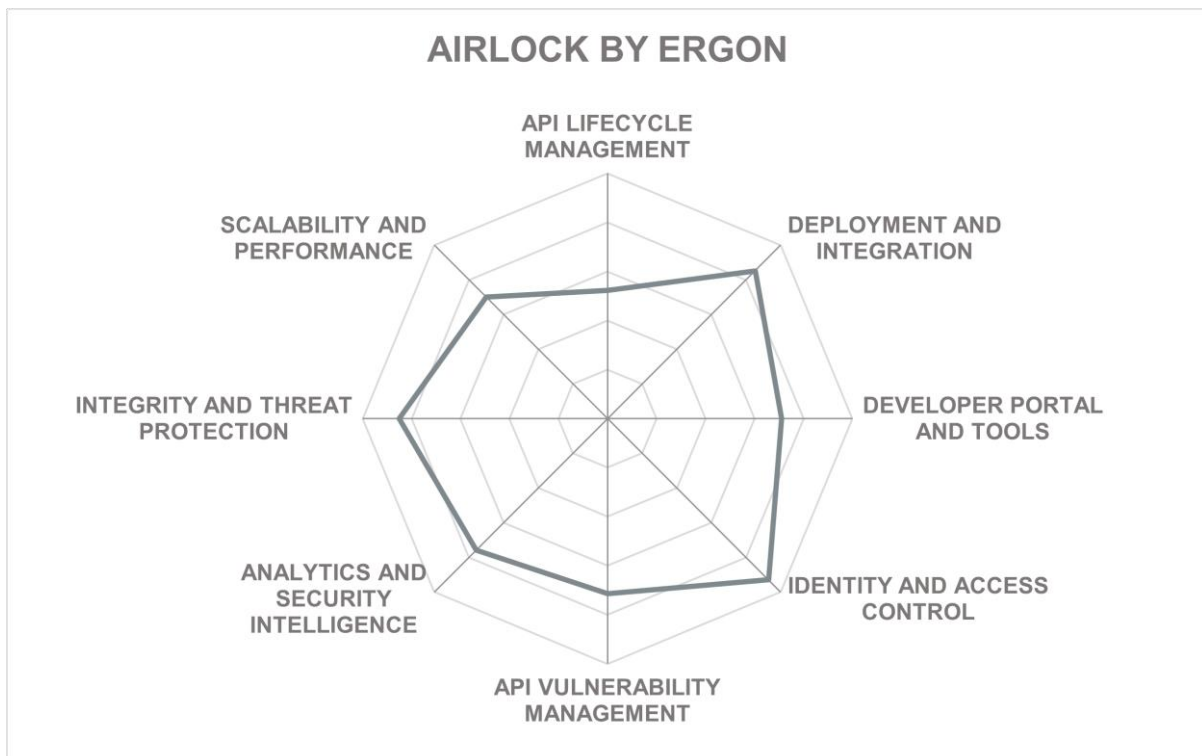 AIRLOCK BY ERGON
API LIFECYCLE
MANAGEMENT
SCALABILITY AND
PERFORMANCE
DEPLOYMENT AND
INTEGRATION
INTEGRITY AND THREAT
PROTECTION
DEVELOPER PORTAL
AND TOOLS
ANALYTICS AND
SECURITY
INTELLIGENCE
IDENTITY AND ACCESS
CONTROL
API VULNERABILITY
MANAGEMENT